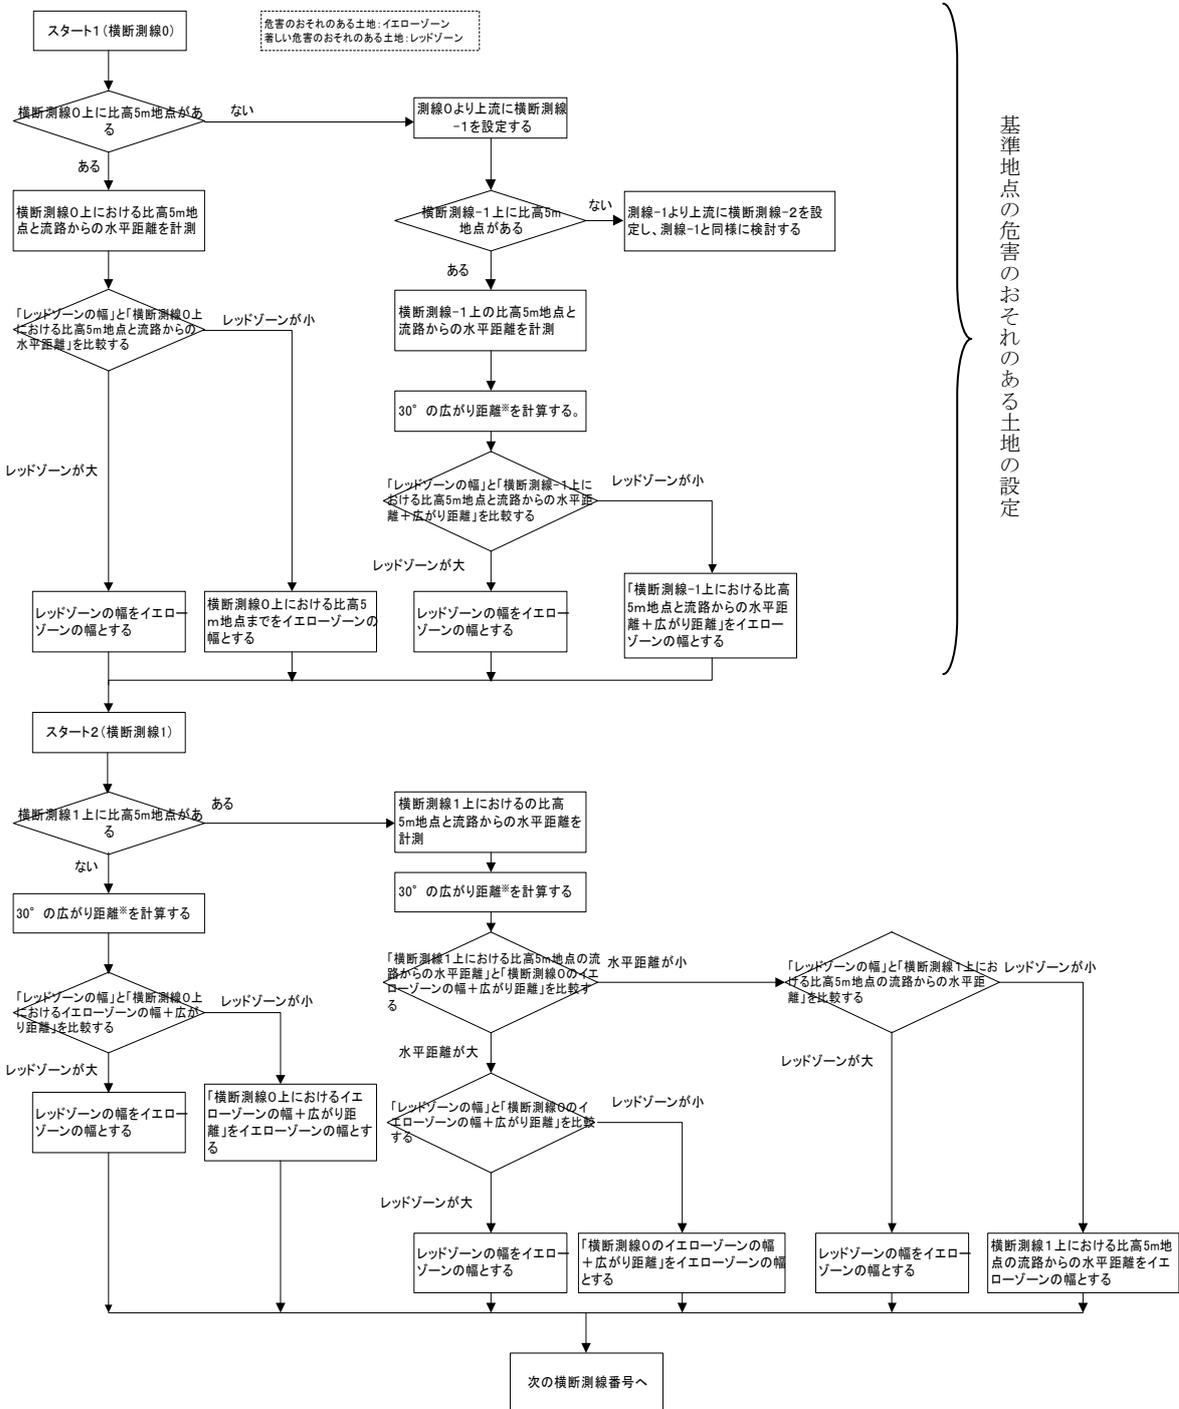 スタート1(横断測線0)
危害のおそれのある土地:イエローゾーン
著しい危害のおそれのある土地:レッドゾーン
横断測線0上に比高5m地点があ
る
ない
ある
測線0より上流に横断測線
-1を設定する
横断測線0上における比高5m地
点と流路からの水平距離を計測
横断測線-1上に比高5m
地点がある
ない
ある
測線-1より上流に横断測線-2を設
定し、測線-1と同様に検討する
「レッドゾーンの幅」と「横断測線0上
における比高5m地点と流路からの
水平距離」を比較する
レッドゾーンが小
レッドゾーンが大
横断測線-1上の比高5m地点と
流路からの水平距離を計測
30°の広がり距離※を計算する。
「レッドゾーンの幅」と「横断測線-1上に
おける比高5m地点と流路からの水平距
離+広がり距離」を比較する
レッドゾーンが小
レッドゾーンが大
レッドゾーンの幅をイエロー
ゾーンの幅とする
横断測線0上における比高5
m地点までをイエローゾーンの
幅とする
レッドゾーンの幅をイエロー
ゾーンの幅とする
「横断測線-1上における比高
5m地点と流路からの水平距
離+広がり距離」をイエロー
ゾーンの幅とする
基準地点の危害のおそれのある土地の設定
スタート2(横断測線1)
横断測線1上に比高5m地点があ
る
ある
ない
横断測線1上におけるの比高
5m地点と流路からの水平距離を
計測
30°の広がり距離※を計算する
30°の広がり距離※を計算する
「レッドゾーンの幅」と「横断測線0上
におけるイエローゾーンの幅+広が
り距離」を比較する
レッドゾーンが小
レッドゾーンが大
「横断測線1上における比高5m地点の流
路からの水平距離」と「横断測線0のイエ
ローゾーンの幅+広がり距離」を比較す
る
水平距離が小
水平距離が大
「レッドゾーンの幅」と「横断測線1上にお
ける比高5m地点の流路からの水平距
離」を比較する
レッドゾーンが小
レッドゾーンが大
レッドゾーンの幅をイエロー
ゾーンの幅とする
「横断測線0上におけるイエ
ローゾーンの幅+広がり距
離」をイエローゾーンの幅とす
る
「レッドゾーンの幅」と「横断測線0のイ
エローゾーンの幅+広がり距離」を比較
する
レッドゾーンが小
レッドゾーンが大
レッドゾーンの幅をイエロー
ゾーンの幅とする
「横断測線0のイエローゾーンの幅
+広がり距離」をイエローゾーンの幅
とする
レッドゾーンの幅をイエロー
ゾーンの幅とする
横断測線1上における比高5m地
点の流路からの水平距離をイエ
ローゾーンの幅とする
次の横断測線番号へ